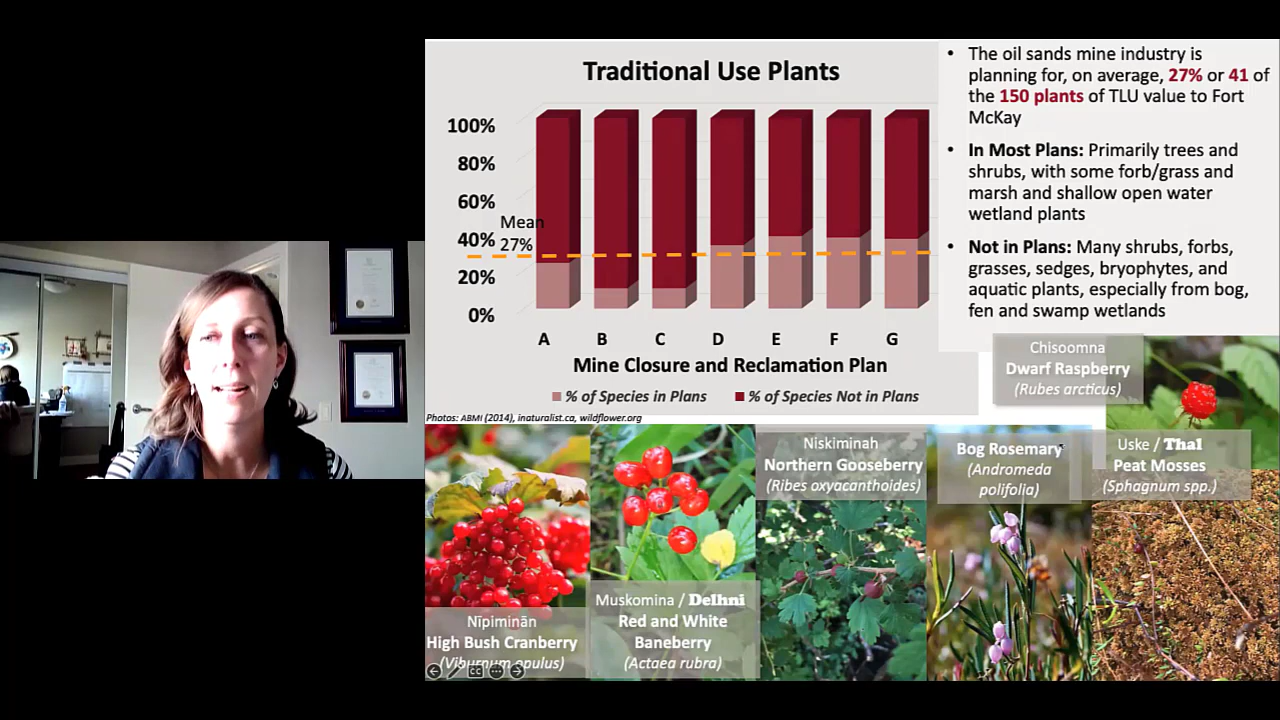 Traditional Use Plants
100%
80%
60%
40%
20%
0%
Mean
27%
A B C D E F G
Mine Closure and Reclamation Plan
% of Species in Plans % of Species Not in Plans
Photos: ABMI (2014), inaturalist.ca, wildflower.org
• The oil sands mine industry is
planning for, on average, 27% or 41 of
the 150 plants of TLU value to Fort
McKay
• In Most Plans: Primarily trees and
shrubs, with some forb/grass and
marsh and shallow open water
wetland plants
• Not in Plans: Many shrubs, forbs,
grasses, sedges, bryophytes, and
aquatic plants, especially from bog,
fen and swamp wetlands
Chisoomna
Dwarf Raspberry
(Rubes arcticus)
Nīpiminān
High Bush Cranberry
(Viburnum opulus)
Muskomina / Delhni
Red and White
Baneberry
(Actaea rubra)
Niskiminah
Northern Gooseberry
(Ribes oxyacanthoides)
Bog Rosemary
(Andromeda
polifolia)
Uske / Thal
Peat Mosses
(Sphagnum spp.)